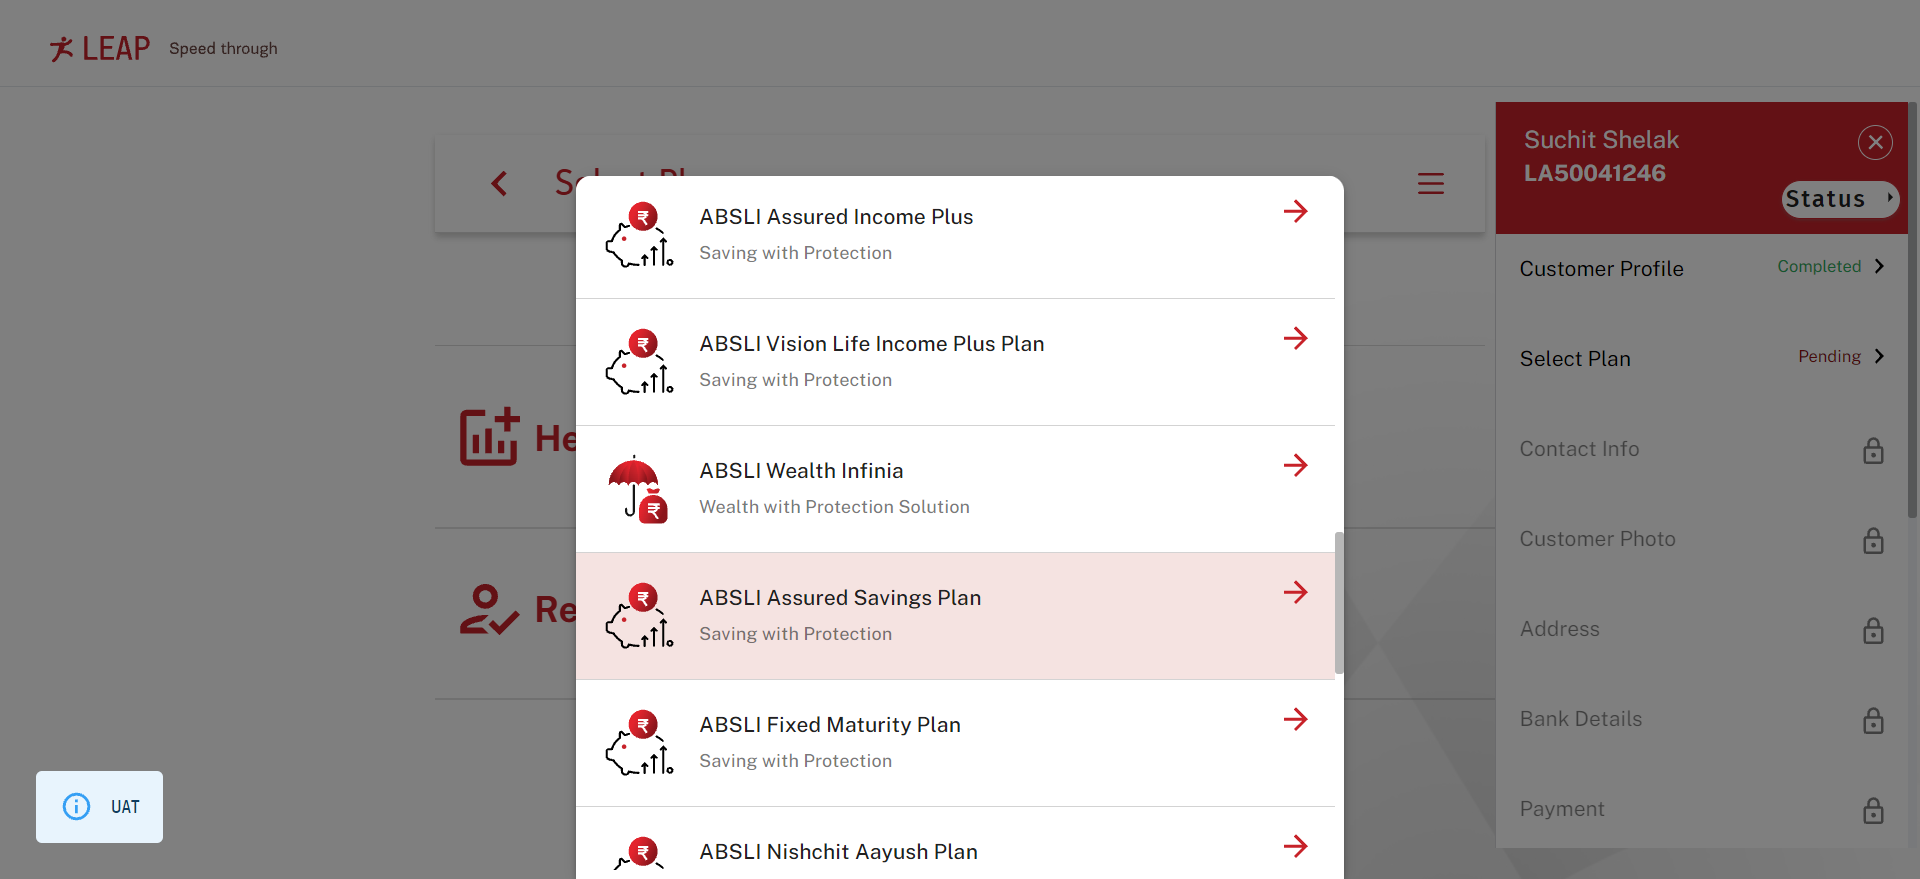 LEAP Speed through
Suchit Shelak
LA50041246
Status
ABSLI Assured Income Plus
Saving with Protection
Customer Profile Completed
ABSLI Vision Life Income Plus Plan
Saving with Protection
Select Plan Pending
He
ABSLI Wealth Infinia
Wealth with Protection Solution
Contact Info
Customer Photo
Re
ABSLI Assured Savings Plan
Saving with Protection
Address
ABSLI Fixed Maturity Plan
Saving with Protection
Bank Details
UAT
Payment
ABSLI Nishchit Aayush Plan